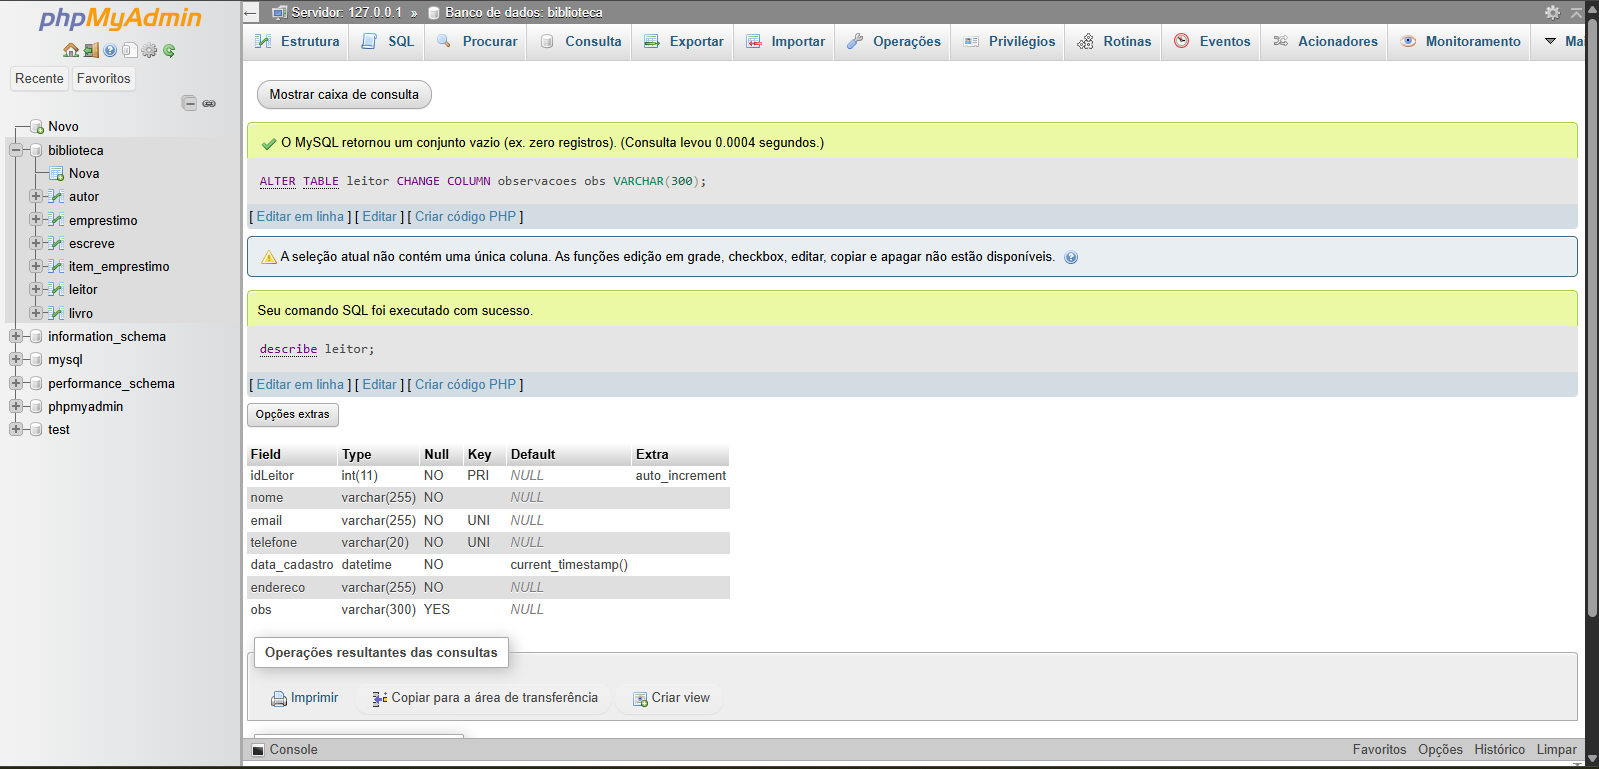 phpMyAdmin
Recente Favoritos
Novo
biblioteca
Nova
autor
emprestimo
escreve
item_emprestimo
leitor
livro
information_schema
mysql
performance_schema
phpmyadmin
test
Servidor: 127.0.0.1 » Banco de dados: biblioteca
Estrutura SQL Procurar Consulta Exportar Importar Operações Privilégios Rotinas Eventos Acionadores Monitoramento Mai
Mostrar caixa de consulta
O MySQL retornou um conjunto vazio (ex. zero registros). (Consulta levou 0.0004 segundos.)
ALTER TABLE leitor CHANGE COLUMN observacoes obs VARCHAR(300);
[ Editar em linha ] [ Editar ] [ Criar código PHP ]
A seleção atual não contém uma única coluna. As funções edição em grade, checkbox, editar, copiar e apagar não estão disponíveis.
Seu comando SQL foi executado com sucesso.
describe leitor;
[ Editar em linha ] [ Editar ] [ Criar código PHP ]
Opções extras
Field Type Null Key Default Extra
idLeitor int(11) NO PRI NULL auto_increment
nome varchar(255) NO NULL
email varchar(255) NO UNI NULL
telefone varchar(20) NO UNI NULL
data_cadastro datetime NO current_timestamp()
endereco varchar(255) NO NULL
obs varchar(300) YES NULL
Operações resultantes das consultas
Imprimir Copiar para a área de transferência Criar view
Console Favoritos Opções Histórico Limpar